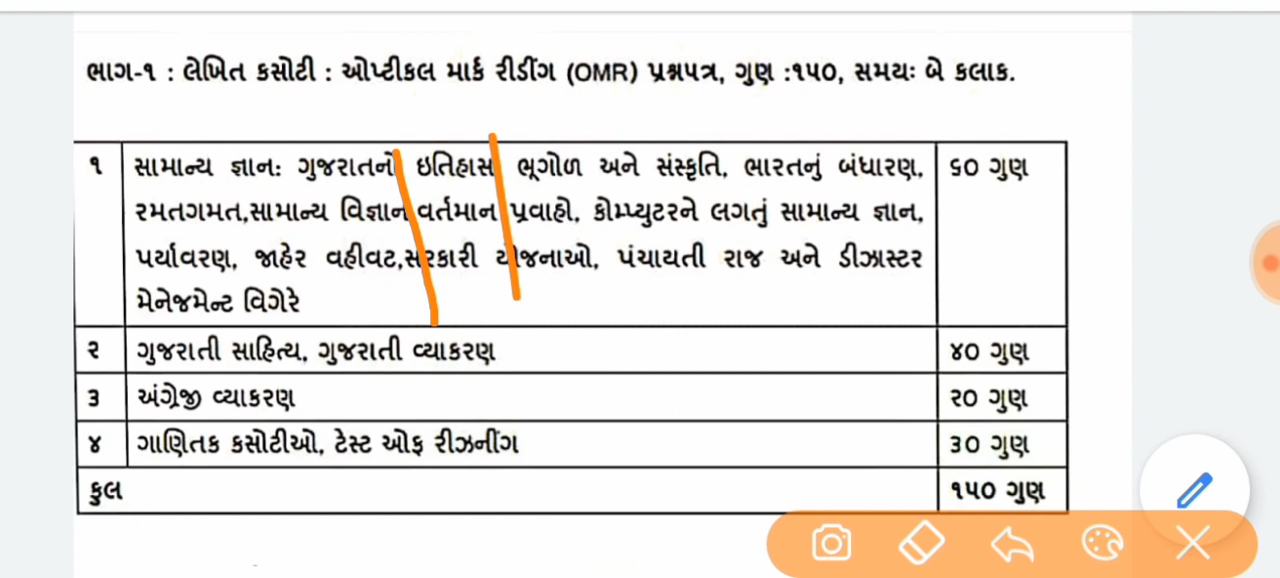 ભાગ-૧ : લેખિત કસોટી : ઓપ્ટીકલ માર્ક રીડીંગ (OMR) પ્રશ્નપત્ર, ગુણ :૧૫૦, સમયઃ બે કલાક.
૧ સામાન્ય જ્ઞાનઃ ગુજરાતનો ઇતિહાસ ભૂગોળ અને સંસ્કૃતિ, ભારતનું બંધારણ, ૬૦ ગુણ
રમતગમત,સામાન્ય વિજ્ઞાન વર્તમાન પ્રવાહો, કોમ્પ્યુટરને લગતું સામાન્ય જ્ઞાન,
પર્યાવરણ, જાહેર વહીવટ,સરકારી યોજનાઓ, પંચાયતી રાજ અને ડીઝાસ્ટર
મેનેજમેન્ટ વિગેરે
૨ ગુજરાતી સાહિત્ય, ગુજરાતી વ્યાકરણ ૪૦ ગુણ
૩ અંગ્રેજી વ્યાકરણ ૨૦ ગુણ
૪ ગાણિતક કસોટીઓ, ટેસ્ટ ઓફ રીઝનીંગ ૩૦ ગુણ
કુલ ૧૫૦ ગુણ